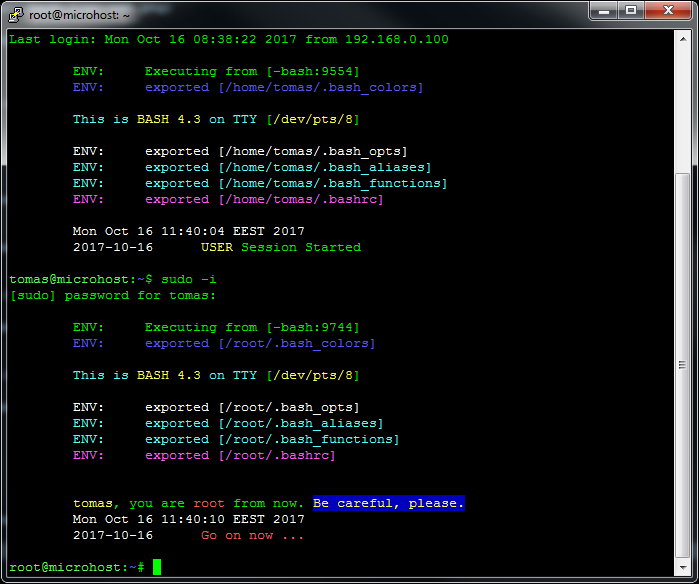 root@microhost: ~
Last login: Mon Oct 16 08:38:22 2017 from 192.168.0.100
ENV:     Executing from [-bash:9554]
ENV:     exported [/home/tomas/.bash_colors]
This is BASH 4.3 on TTY [/dev/pts/8]
ENV:     exported [/home/tomas/.bash_opts]
ENV:     exported [/home/tomas/.bash_aliases]
ENV:     exported [/home/tomas/.bash_functions]
ENV:     exported [/home/tomas/.bashrc]
Mon Oct 16 11:40:04 EEST 2017
2017-10-16      USER Session Started
tomas@microhost:~$ sudo -i
[sudo] password for tomas:
ENV:     Executing from [-bash:9744]
ENV:     exported [/root/.bash_colors]
This is BASH 4.3 on TTY [/dev/pts/8]
ENV:     exported [/root/.bash_opts]
ENV:     exported [/root/.bash_aliases]
ENV:     exported [/root/.bash_functions]
ENV:     exported [/root/.bashrc]
tomas, you are root from now. Be careful, please.
Mon Oct 16 11:40:10 EEST 2017
2017-10-16      Go on now ...
root@microhost:~#